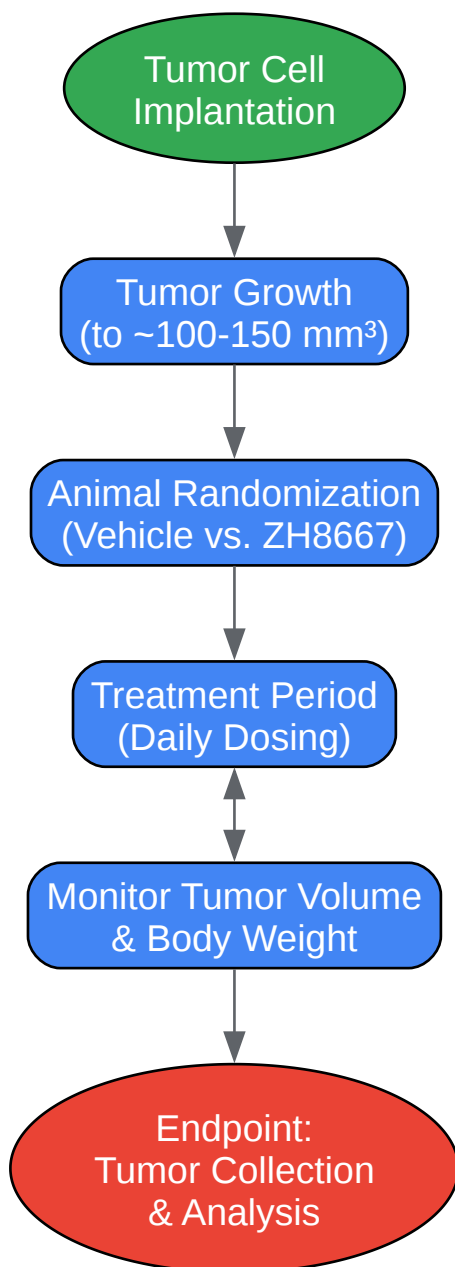 Tumor Cell
Implantation
Tumor Growth
(to ~100-150 mm³)
Animal Randomization
(Vehicle vs. ZH8667)
Treatment Period
(Daily Dosing)
Monitor Tumor Volume
& Body Weight
Endpoint:
Tumor Collection
& Analysis